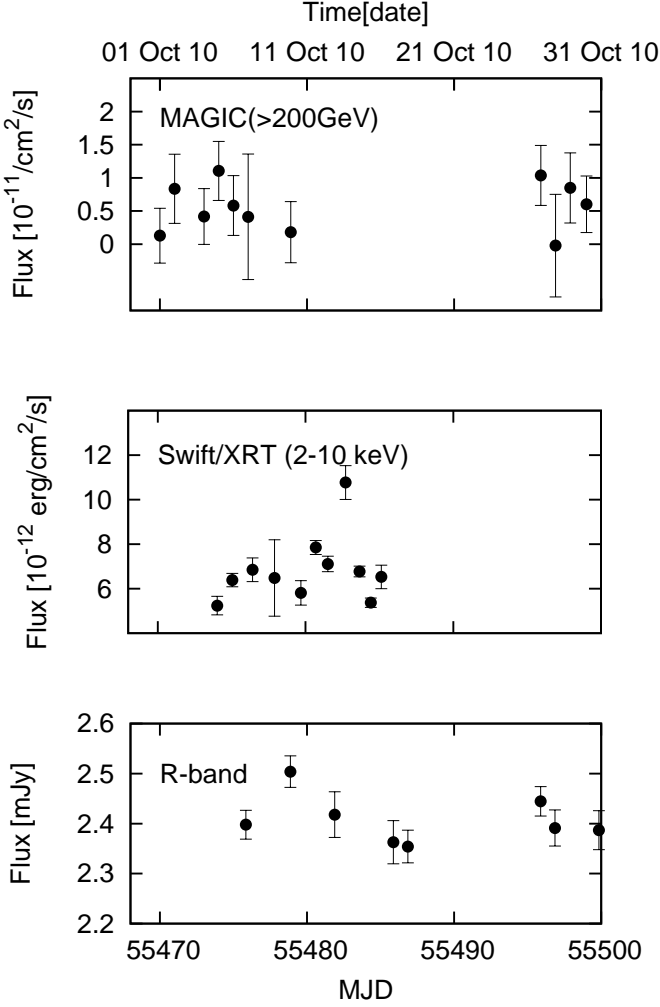 Time[date]
01 Oct 10 11 Oct 10 21 Oct 10 31 Oct 10
Flux [10^-11/cm^2/s]
2
1.5
1
0.5
0
MAGIC(>200GeV)
Flux [10^-12 erg/cm^2/s]
12
10
8
6
Swift/XRT (2-10 keV)
Flux [mJy]
2.6
2.5
2.4
2.3
2.2
R-band
55470 55480 55490 55500
MJD